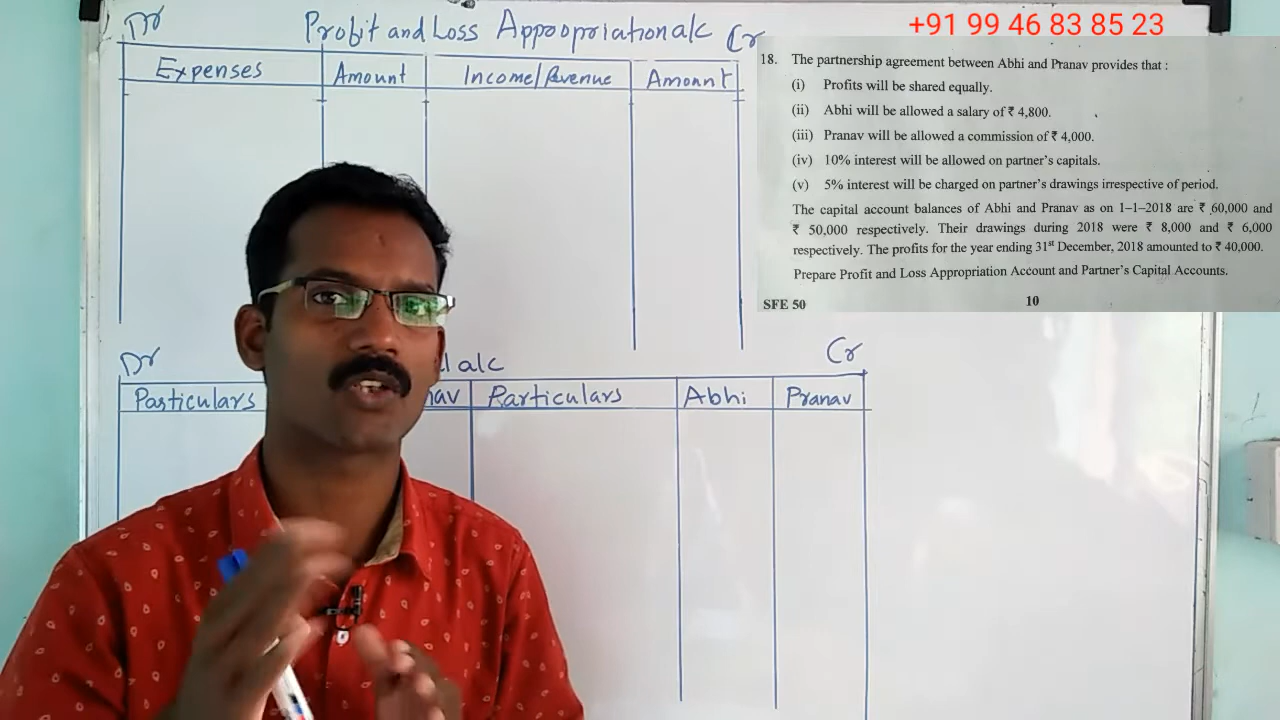 +91 99 46 83 85 23
Dr Profit and Loss Appropriation a/c Cr
Expenses Amount Income/Revenue Amount
18. The partnership agreement between Abhi and Pranav provides that :
(i) Profits will be shared equally.
(ii) Abhi will be allowed a salary of ₹ 4,800.
(iii) Pranav will be allowed a commission of ₹ 4,000.
(iv) 10% interest will be allowed on partner's capitals.
(v) 5% interest will be charged on partner's drawings irrespective of period.
The capital account balances of Abhi and Pranav as on 1–1–2018 are ₹ 60,000 and
₹ 50,000 respectively. Their drawings during 2018 were ₹ 8,000 and ₹ 6,000
respectively. The profits for the year ending 31st December, 2018 amounted to ₹ 40,000.
Prepare Profit and Loss Appropriation Account and Partner's Capital Accounts.
SFE 50 10
Dr l a/c Cr
Particulars nav Particulars Abhi Pranav